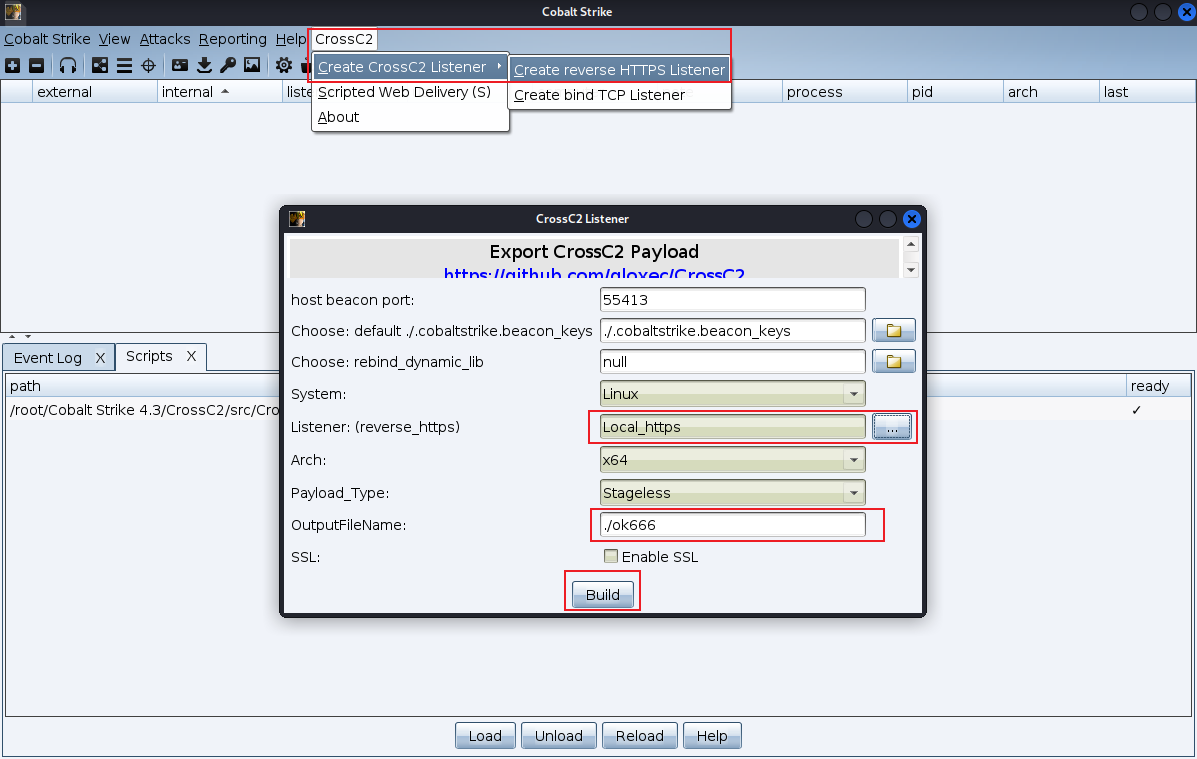 Cobalt Strike
Cobalt Strike View Attacks Reporting Help CrossC2
Create CrossC2 Listener
Create reverse HTTPS Listener
Scripted Web Delivery (S)
Create bind TCP Listener
About
external internal process pid arch last
CrossC2 Listener
Export CrossC2 Payload
https://github.com/gloxec/CrossC2
host beacon port: 55413
Choose: default ./.cobaltstrike.beacon_keys ./.cobaltstrike.beacon_keys
Choose: rebind_dynamic_lib null
System: Linux
Listener: (reverse_https) Local_https ...
Arch: x64
Payload_Type: Stageless
OutputFileName: ./ok666
SSL: Enable SSL
Build
Event Log X Scripts X
path ready
/root/Cobalt Strike 4.3/CrossC2/src/Cro ✓
Load Unload Reload Help